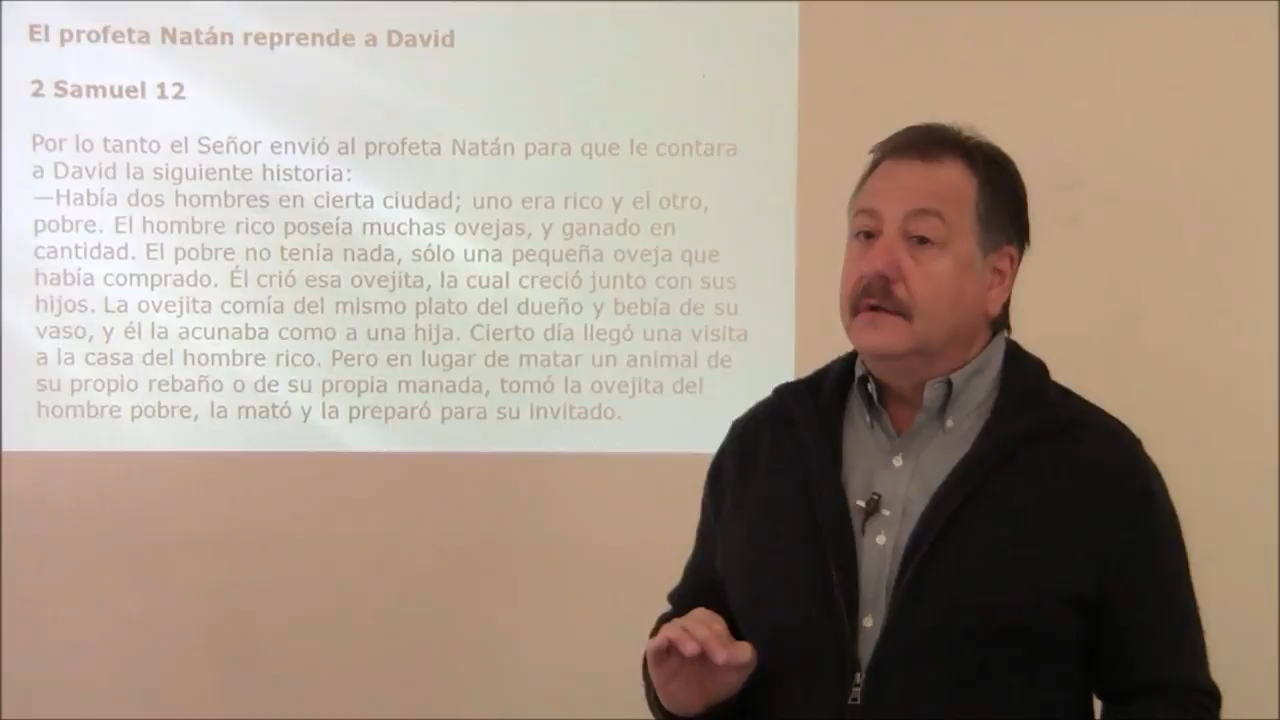 El profeta Natán reprende a David
2 Samuel 12
Por lo tanto el Señor envió al profeta Natán para que le contara
a David la siguiente historia:
—Había dos hombres en cierta ciudad; uno era rico y el otro,
pobre. El hombre rico poseía muchas ovejas, y ganado en
cantidad. El pobre no tenía nada, sólo una pequeña oveja que
había comprado. Él crió esa ovejita, la cual creció junto con sus
hijos. La ovejita comía del mismo plato del dueño y bebía de su
vaso, y él la acunaba como a una hija. Cierto día llegó una visita
a la casa del hombre rico. Pero en lugar de matar un animal de
su propio rebaño o de su propia manada, tomó la ovejita del
hombre pobre, la mató y la preparó para su invitado.